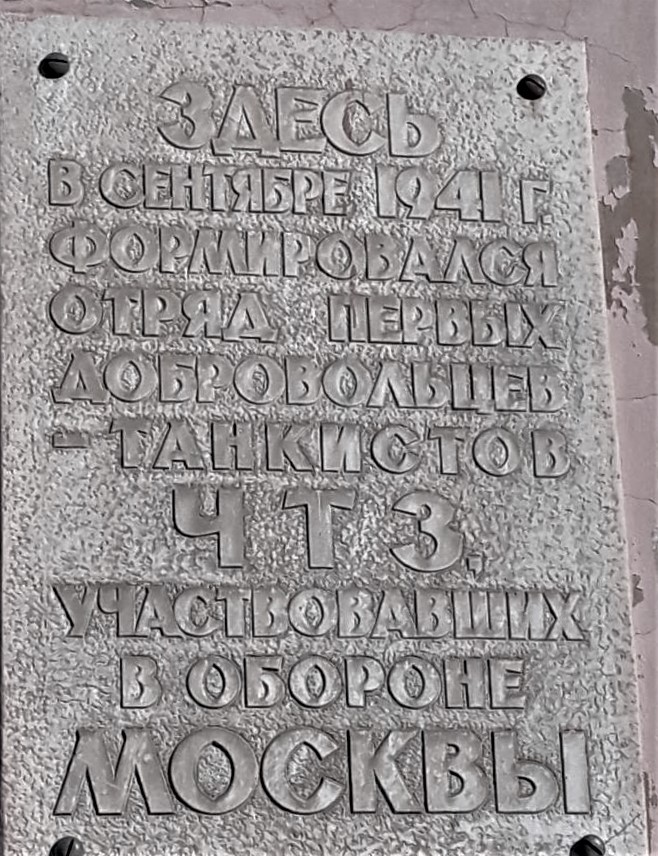 ЗДЕСЬ
В СЕНТЯБРЕ 1941 Г.
ФОРМИРОВАЛСЯ
ОТРЯД ПЕРВЫХ
ДОБРОВОЛЬЦЕВ
-ТАНКИСТОВ
ЧТЗ,
УЧАСТВОВАВШИХ
В ОБОРОНЕ
МОСКВЫ